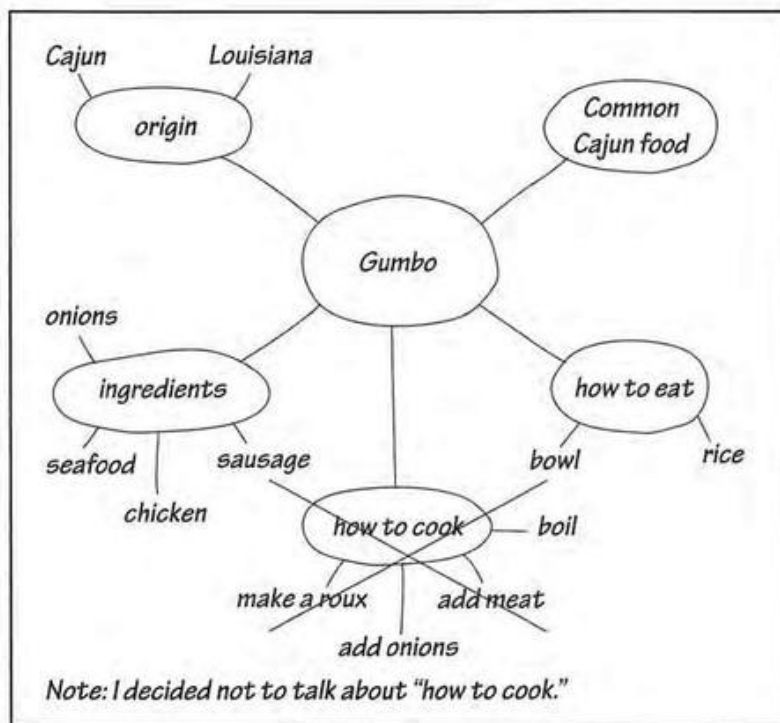 Cajun Louisiana
origin
Common
Cajun food
Gumbo
onions
ingredients
how to eat
seafood
sausage
bowl
rice
chicken
how to cook
boil
make a roux
add meat
add onions
Note: I decided not to talk about “how to cook.”